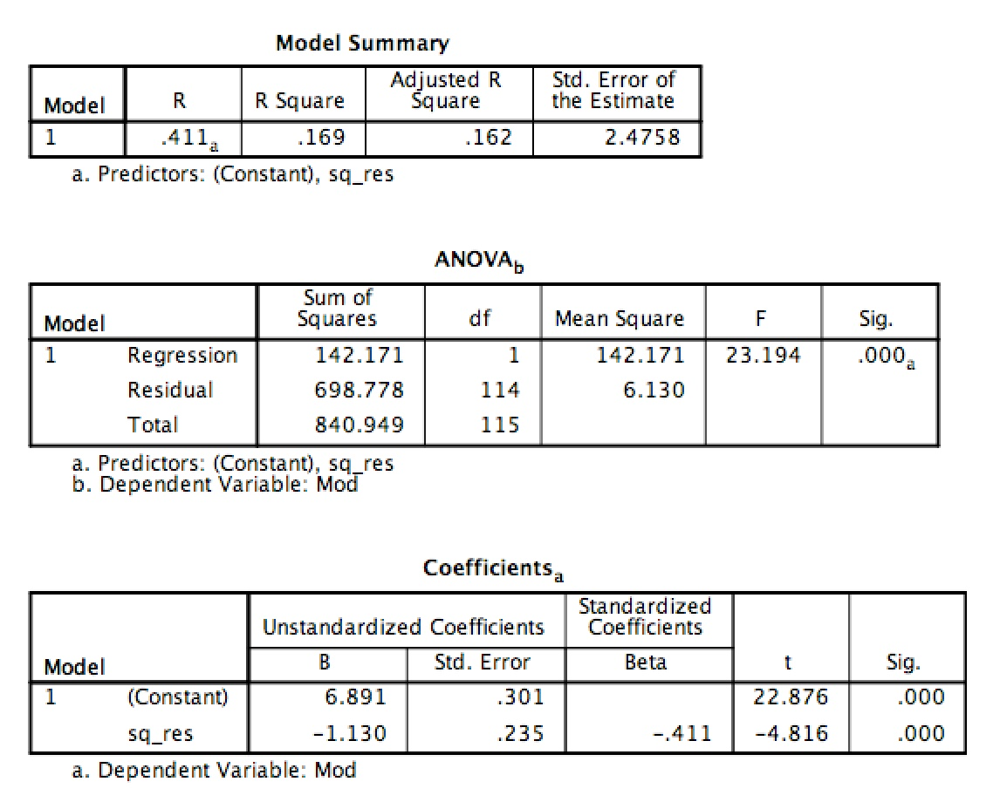 Model Summary
Model R R Square Adjusted R Square Std. Error of the Estimate
1 .411a .169 .162 2.4758
a. Predictors: (Constant), sq_res
ANOVAb
Model Sum of Squares df Mean Square F Sig.
1 Regression 142.171 1 142.171 23.194 .000a
Residual 698.778 114 6.130
Total 840.949 115
a. Predictors: (Constant), sq_res
b. Dependent Variable: Mod
Coefficientsa
Model Unstandardized Coefficients Standardized Coefficients t Sig.
B Std. Error Beta
1 (Constant) 6.891 .301 22.876 .000
sq_res -1.130 .235 -.411 -4.816 .000
a. Dependent Variable: Mod